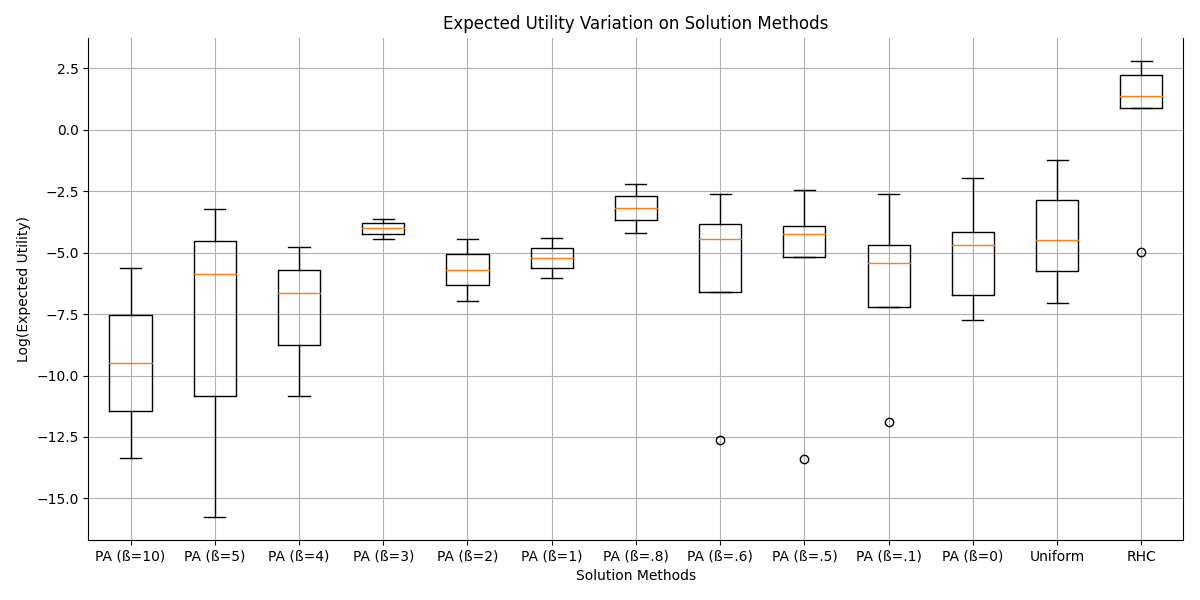 Expected Utility Variation on Solution Methods
Log(Expected Utility)
2.5
0.0
−2.5
−5.0
−7.5
−10.0
−12.5
−15.0
PA (ß=10) PA (ß=5) PA (ß=4) PA (ß=3) PA (ß=2) PA (ß=1) PA (ß=.8) PA (ß=.6) PA (ß=.5) PA (ß=.1) PA (ß=0) Uniform RHC
Solution Methods